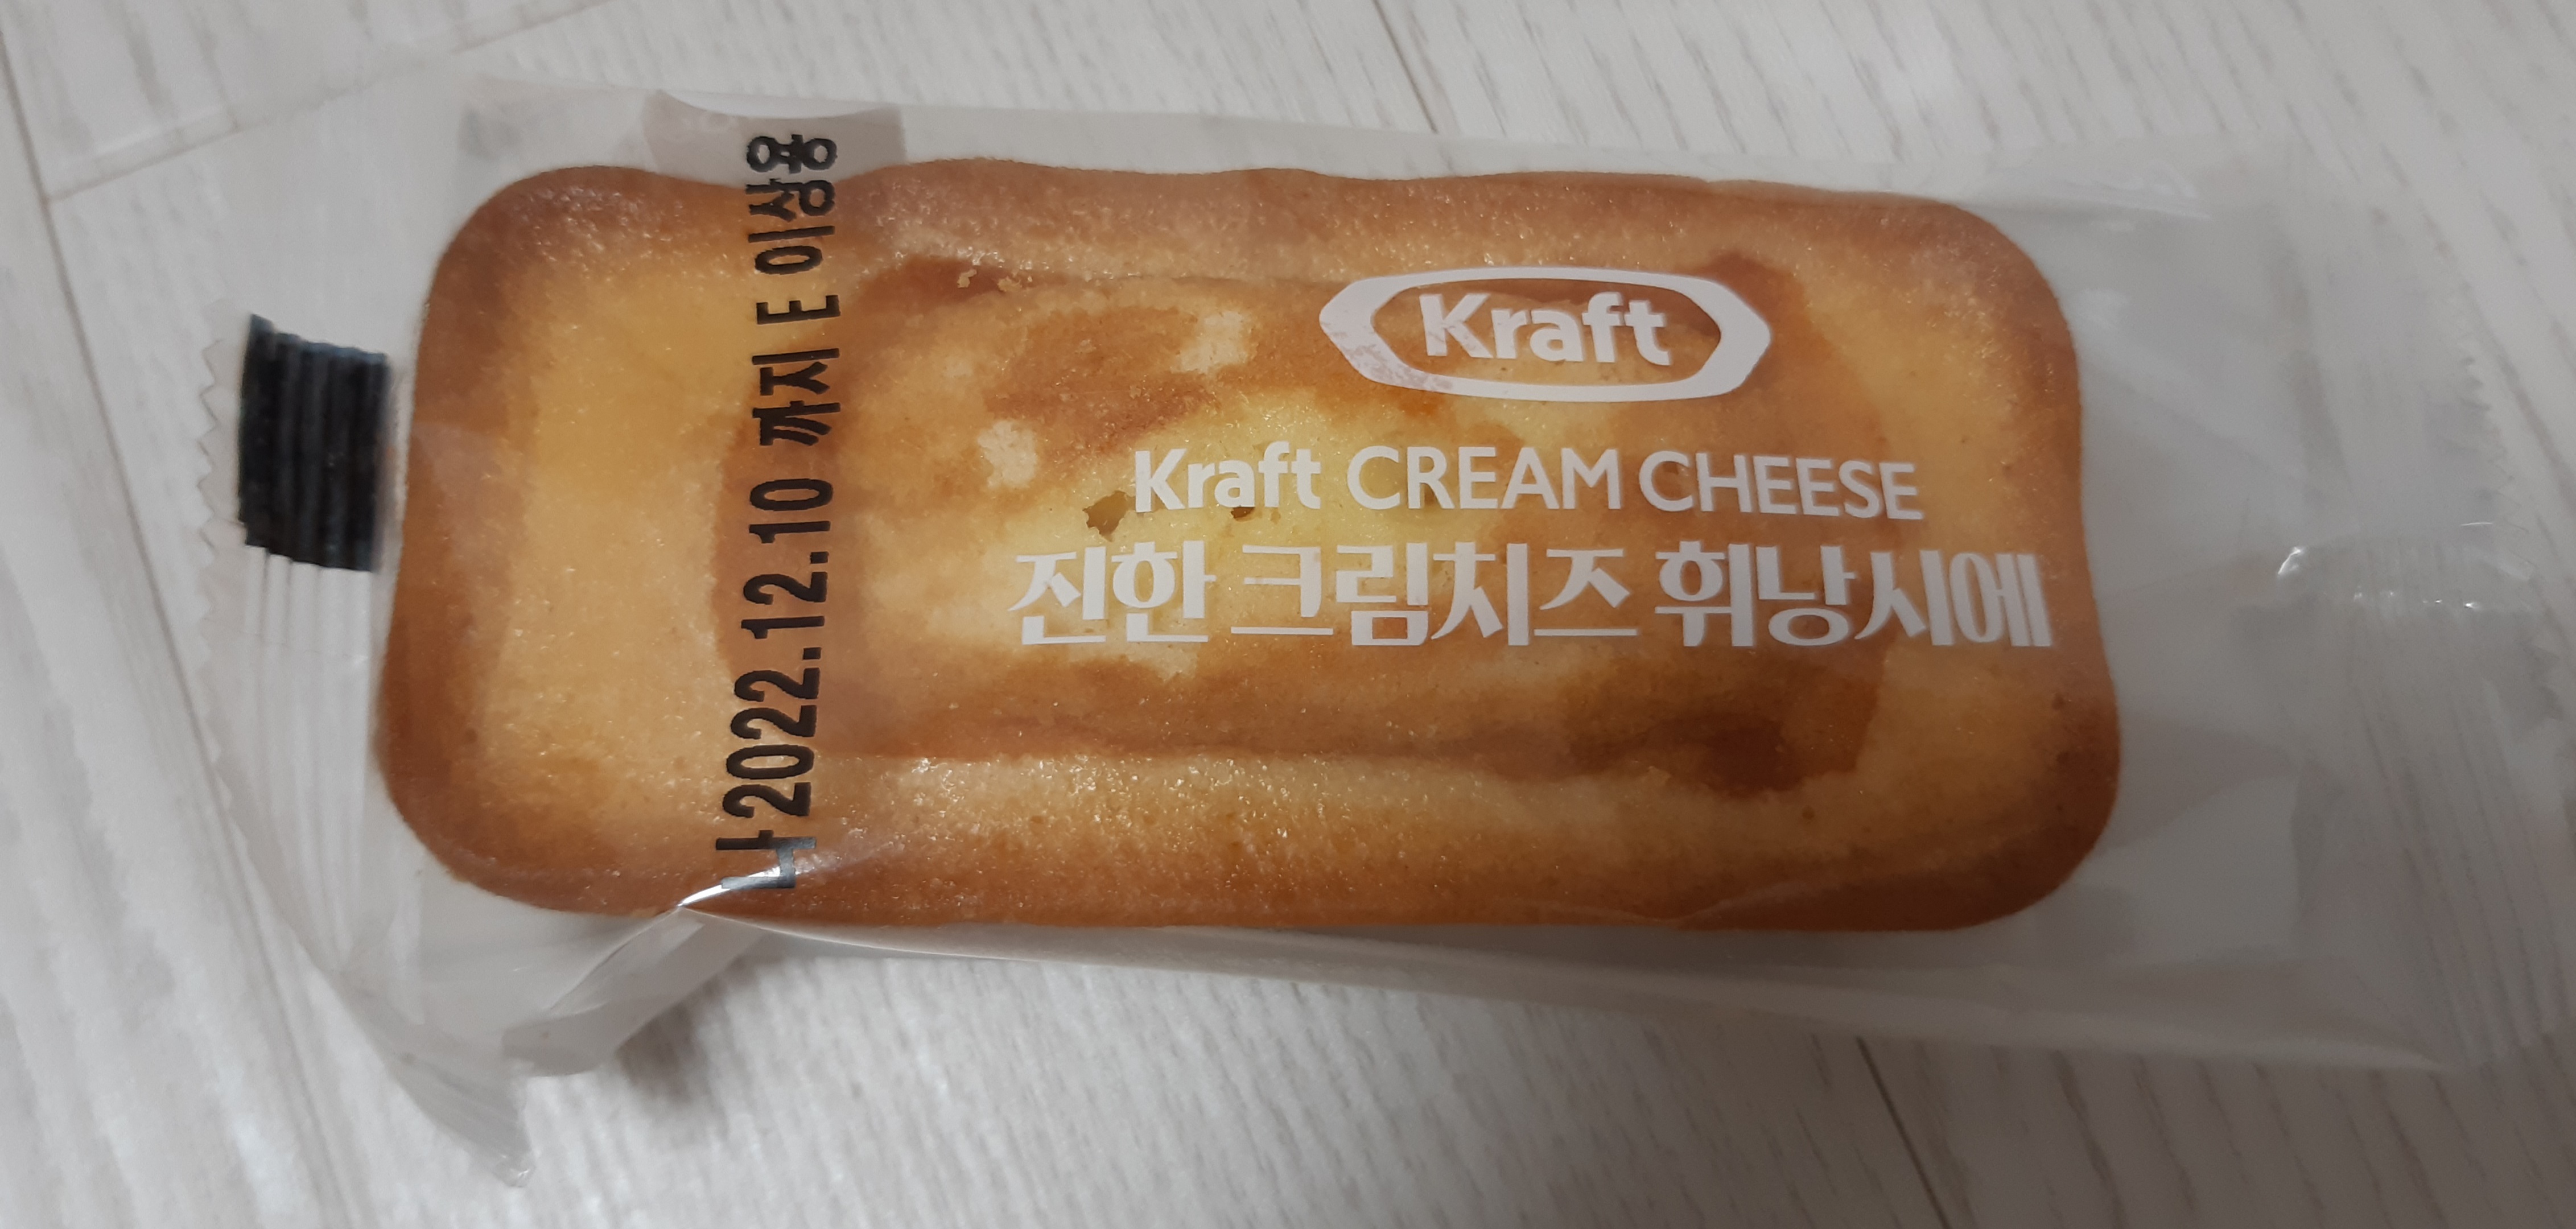 Kraft
Kraft CREAM CHEESE
진한 크림치즈 휘낭시에
나2022.12.10 까지 E 이상용